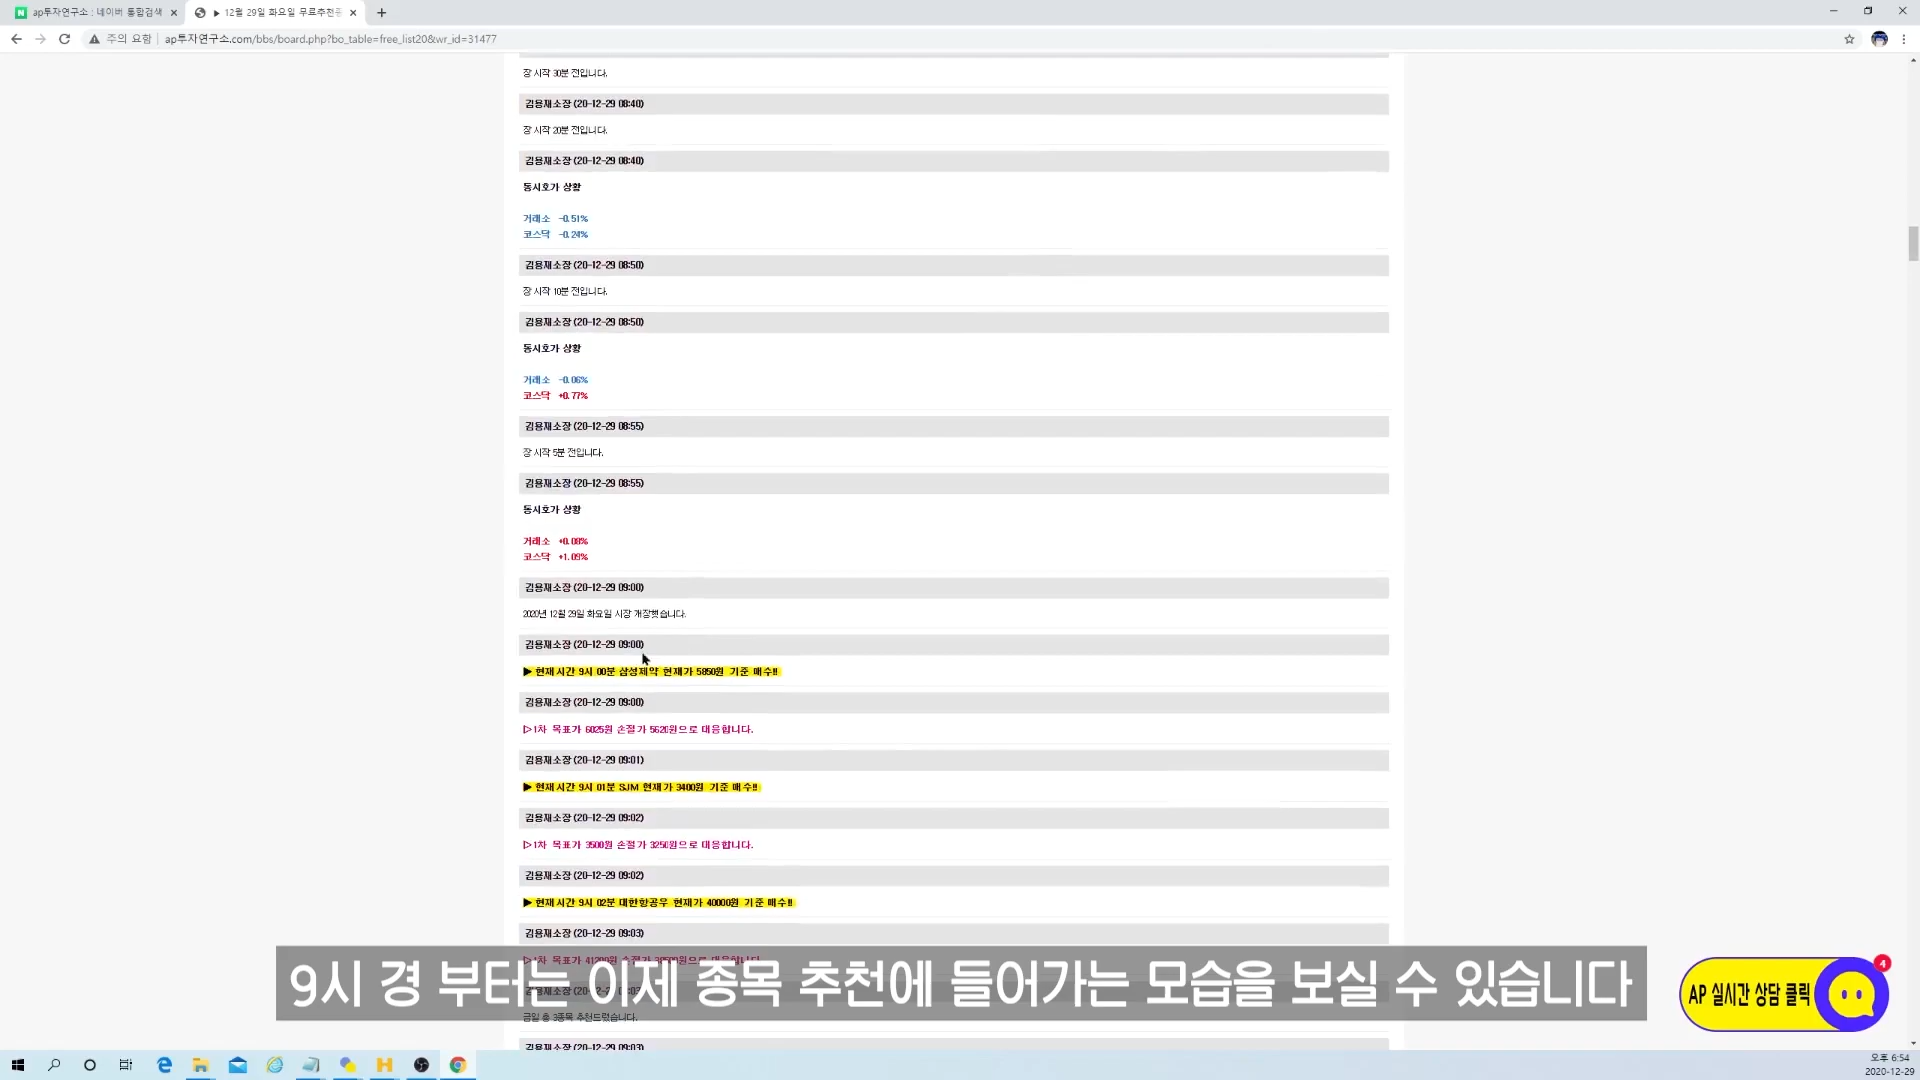 ap투자연구소 : 네이버 통합검색
▶ 12월 29일 화요일 무료추천종
주의 요함
ap투자연구소.com/bbs/board.php?bo_table=free_list20&wr_id=31477
장 시작 30분 전입니다.
김용재소장 (20-12-29 08:40)
장 시작 20분 전입니다.
김용재소장 (20-12-29 08:40)
동시호가 상황
거래소 -0.51%
코스닥 -0.24%
김용재소장 (20-12-29 08:50)
장 시작 10분 전입니다.
김용재소장 (20-12-29 08:50)
동시호가 상황
거래소 -0.06%
코스닥 +0.77%
김용재소장 (20-12-29 08:55)
장 시작 5분 전입니다.
김용재소장 (20-12-29 08:55)
동시호가 상황
거래소 +0.08%
코스닥 +1.09%
김용재소장 (20-12-29 09:00)
2020년 12월 29일 화요일 시장 개장했습니다.
김용재소장 (20-12-29 09:00)
▶ 현재시간 9시 00분 삼성제약 현재가 5850원 기준 매수!!
김용재소장 (20-12-29 09:00)
▷1차 목표가 6025원 손절가 5620원으로 대응합니다.
김용재소장 (20-12-29 09:01)
▶ 현재시간 9시 01분 SJM 현재가 3400원 기준 매수!!
김용재소장 (20-12-29 09:02)
▷1차 목표가 3500원 손절가 3250원으로 대응합니다.
김용재소장 (20-12-29 09:02)
▶ 현재시간 9시 02분 대한항공우 현재가 40000원 기준 매수!!
김용재소장 (20-12-29 09:03)
9시 경 부터는 이제 종목 추천에 들어가는 모습을 보실 수 있습니다
금일 총 3종목 추천드렸습니다.
김용재소장 (20-12-29 09:03)
AP 실시간 상담 클릭
4
오후 6:54
2020-12-29